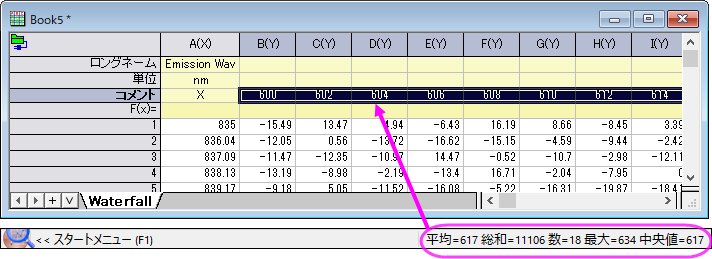 Book5 *
A(X) B(Y) C(Y) D(Y) E(Y) F(Y) G(Y) H(Y) I(Y)
ロングネーム Emission Wav
単位 nm
コメント X 600 602 604 606 608 610 612 614
F(x)=
1 835 -15.49 13.47 4.94 -6.43 16.19 8.66 -8.45 3.39
2 836.04 -12.05 0.56 -13.72 -16.62 -15.15 -4.59 -9.44 -2.42
3 837.09 -11.47 -12.35 -10.97 14.47 -0.52 -10.7 -2.98 -12.11
4 838.13 -13.19 -8.98 -2.19 -13.4 16.71 -2.04 -7.95
5 839.17 -9.18 5.05 -11.52 -16.08 -5.22 -16.31 -19.87 -18.4
Waterfall
<< スタートメニュー (F1) 平均=617 総和=11106 数=18 最大=634 中央値=617